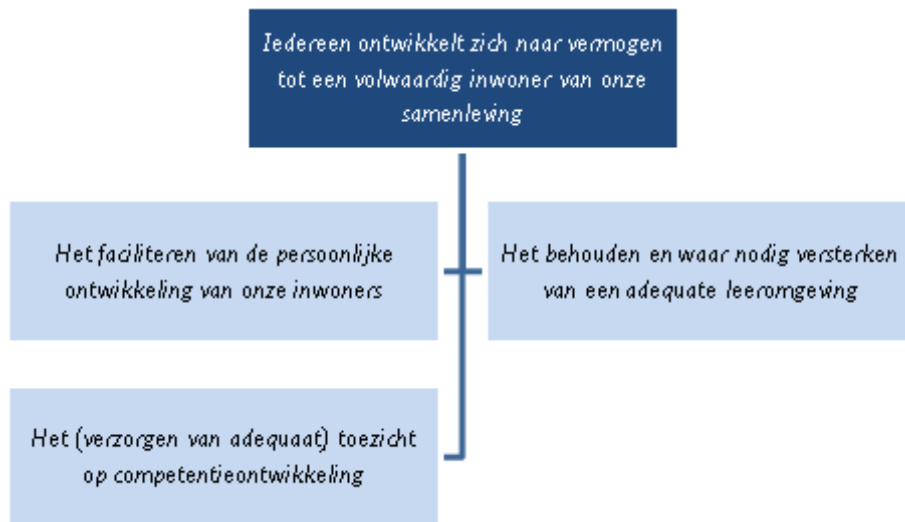 Iedereen ontwikkelt zich naar vermogen
tot een volwaardig inwoner van onze
samenleving
Het faciliteren van de persoonlijke
ontwikkeling van onze inwoners
Het behouden en waar nodig versterken
van een adequate leeromgeving
Het (verzorgen van adequaat) toezicht
op competentieontwikkeling